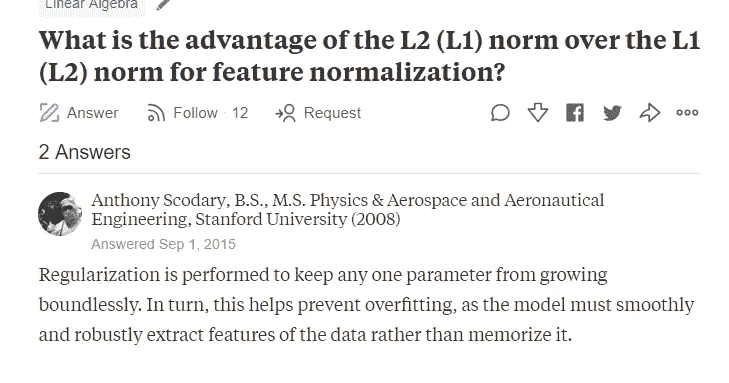 Linear Algebra
What is the advantage of the L2 (L1) norm over the L1
(L2) norm for feature normalization?
Answer Follow · 12 Request
2 Answers
Anthony Scodary, B.S., M.S. Physics & Aerospace and Aeronautical
Engineering, Stanford University (2008)
Answered Sep 1, 2015
Regularization is performed to keep any one parameter from growing
boundlessly. In turn, this helps prevent overfitting, as the model must smoothly
and robustly extract features of the data rather than memorize it.